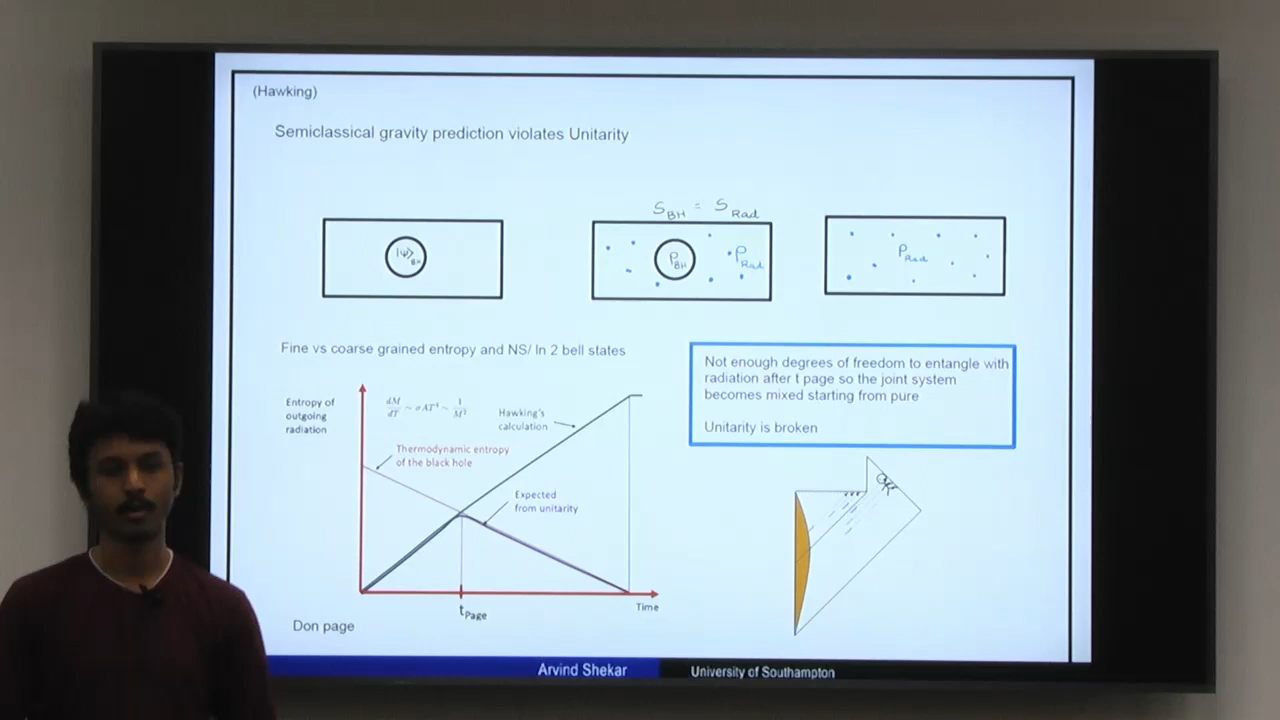 (Hawking)
Semiclassical gravity prediction violates Unitarity
S_BH = S_Rad
|ψ⟩_BH
ρ_BH
ρ_Rad
ρ_Rad
Fine vs coarse grained entropy and NS/ ln 2 bell states
Not enough degrees of freedom to entangle with
radiation after t page so the joint system
becomes mixed starting from pure
Unitarity is broken
Entropy of
outgoing
radiation
dM/dT ~ σAT⁴ ~ 1/M²
Hawking's
calculation
Thermodynamic entropy
of the black hole
Expected
from unitarity
t_Page
Time
Don page
Arvind Shekar
University of Southampton